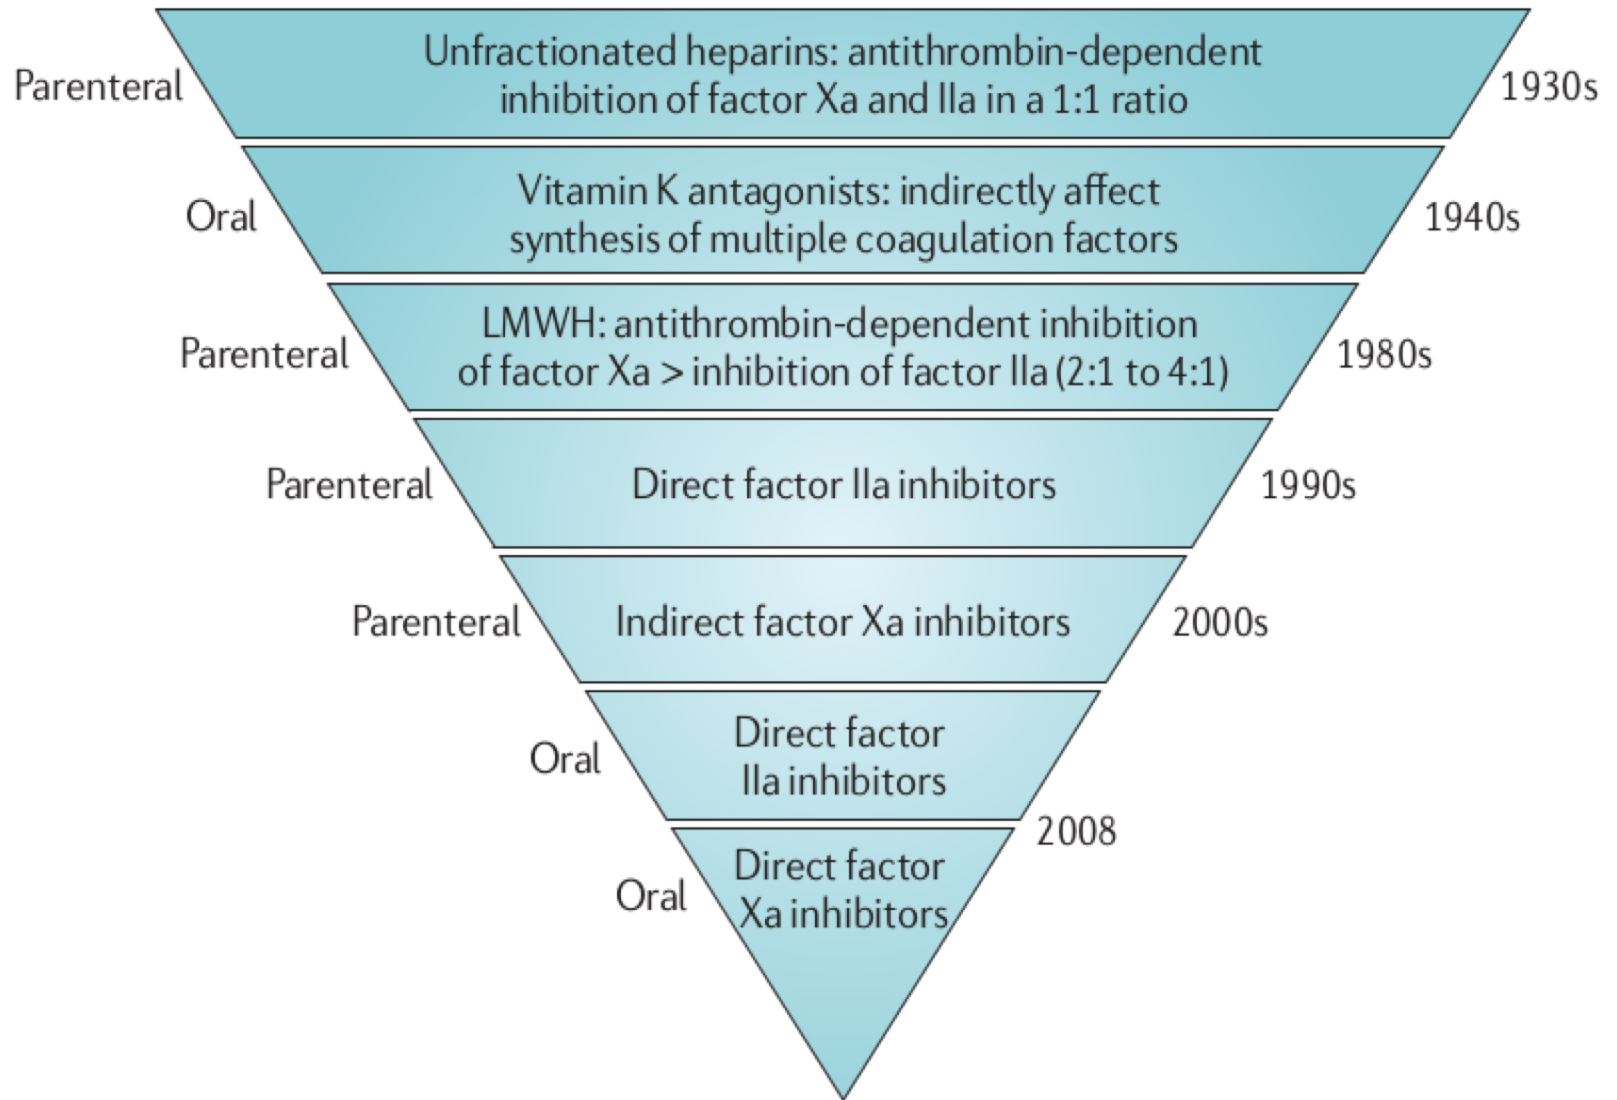 Parenteral
Unfractionated heparins: antithrombin-dependent
inhibition of factor Xa and IIa in a 1:1 ratio
1930s
Oral
Vitamin K antagonists: indirectly affect
synthesis of multiple coagulation factors
1940s
Parenteral
LMWH: antithrombin-dependent inhibition
of factor Xa > inhibition of factor IIa (2:1 to 4:1)
1980s
Parenteral
Direct factor IIa inhibitors
1990s
Parenteral
Indirect factor Xa inhibitors
2000s
Oral
Direct factor
IIa inhibitors
2008
Oral
Direct factor
Xa inhibitors